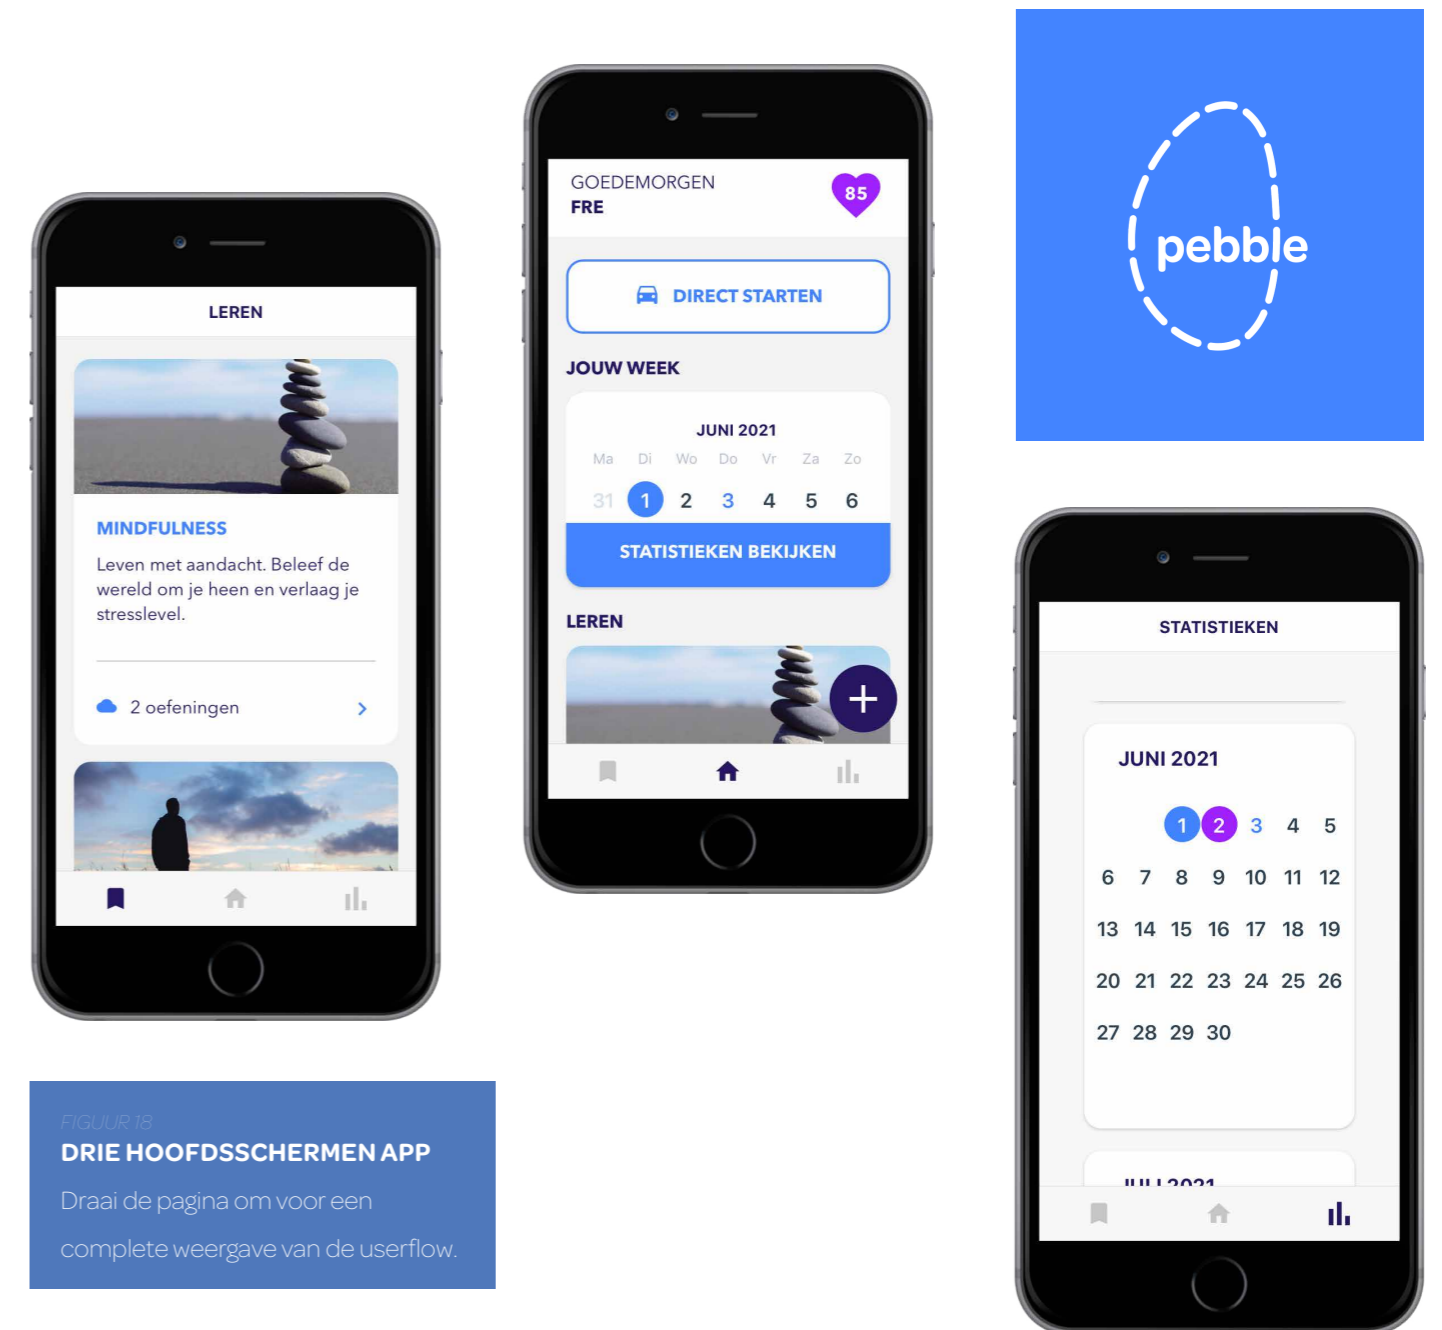 LEREN
MINDFULNESS
Leven met aandacht. Beleef de
wereld om je heen en verlaag je
stresslevel.
2 oefeningen
GOEDEMORGEN
FRE
85
DIRECT STARTEN
JOUW WEEK
JUNI 2021
Ma Di Wo Do Vr Za Zo
31 1 2 3 4 5 6
STATISTIEKEN BEKIJKEN
LEREN
pebble
STATISTIEKEN
JUNI 2021
1 2 3 4 5
6 7 8 9 10 11 12
13 14 15 16 17 18 19
20 21 22 23 24 25 26
27 28 29 30
JULI 2021
FIGUUR 18
DRIE HOOFDSSCHERMEN APP
Draai de pagina om voor een
complete weergave van de userflow.